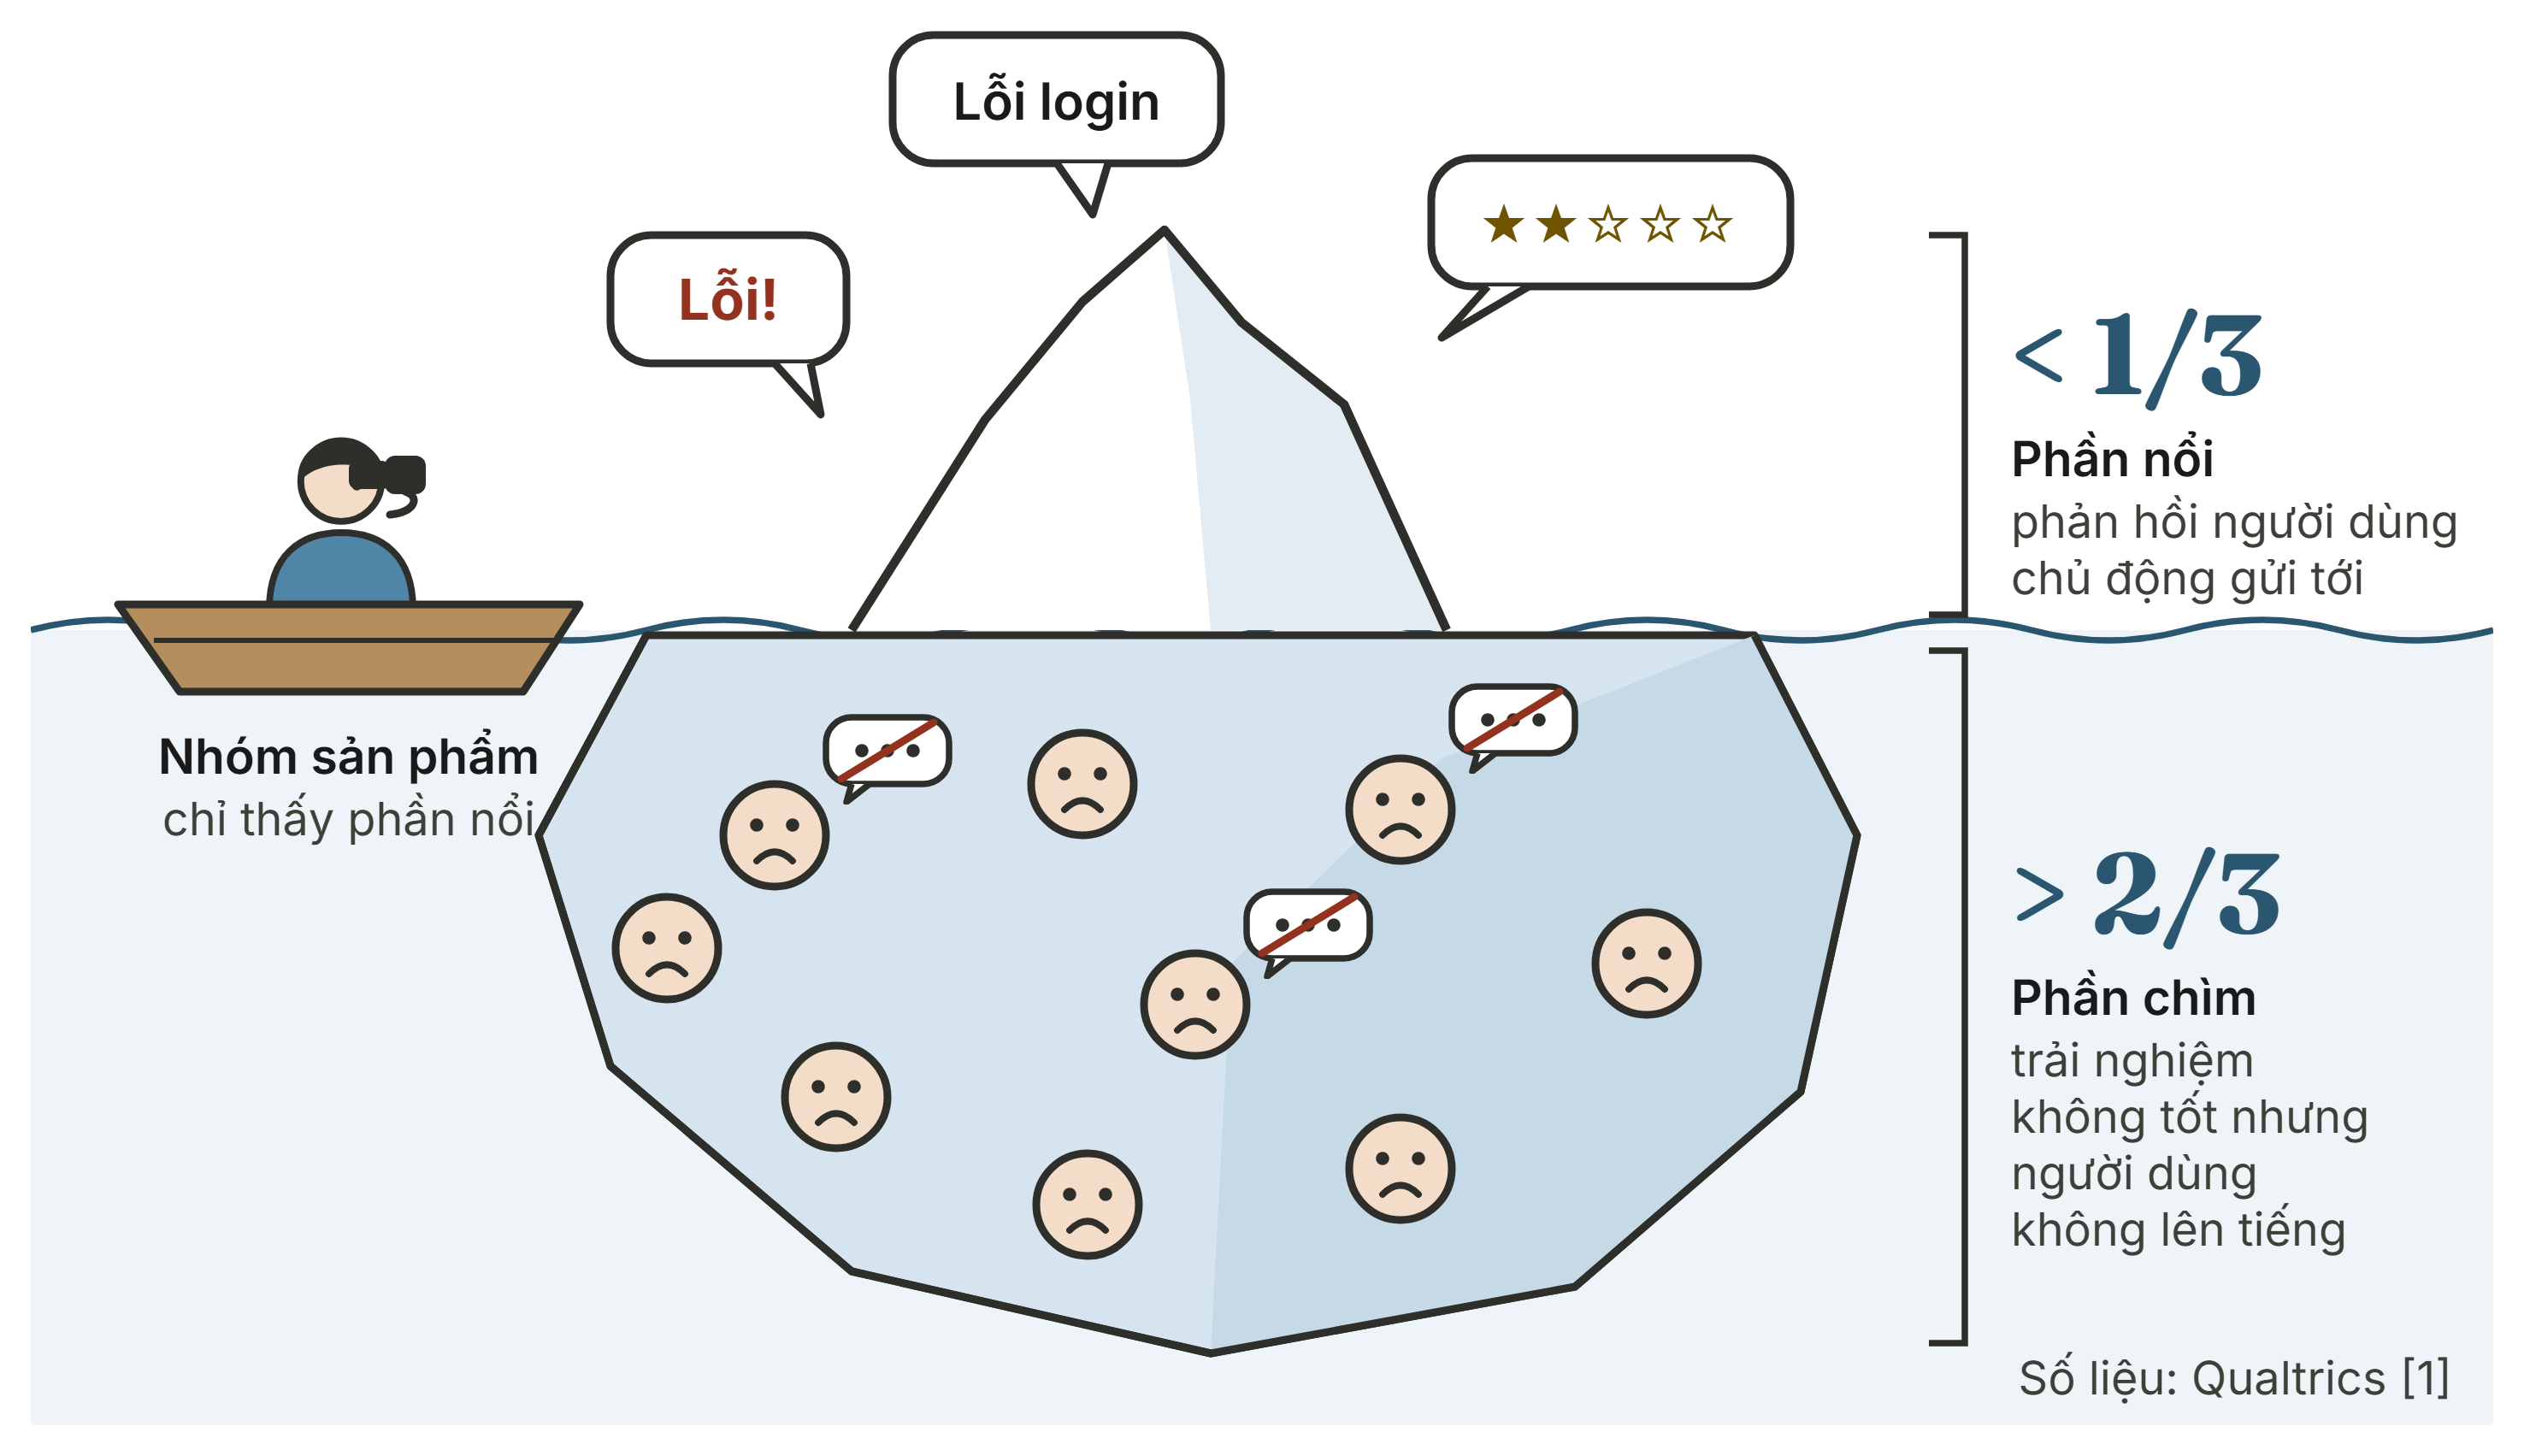 Lỗi login
★★☆☆☆
Lỗi!
< 1/3
Phần nổi
phản hồi người dùng
chủ động gửi tới
Nhóm sản phẩm
chỉ thấy phần nổi
> 2/3
Phần chìm
trải nghiệm
không tốt nhưng
người dùng
không lên tiếng
Số liệu: Qualtrics [1]